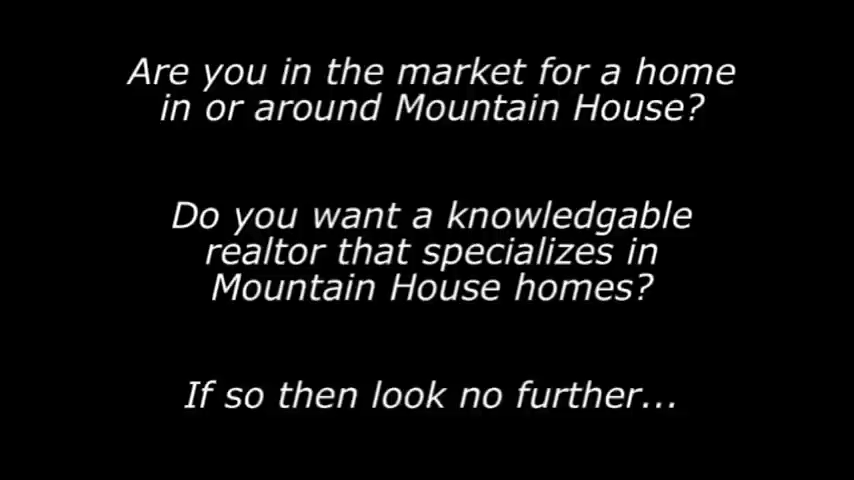 Are you in the market for a home
in or around Mountain House?
Do you want a knowledgable
realtor that specializes in
Mountain House homes?
If so then look no further...